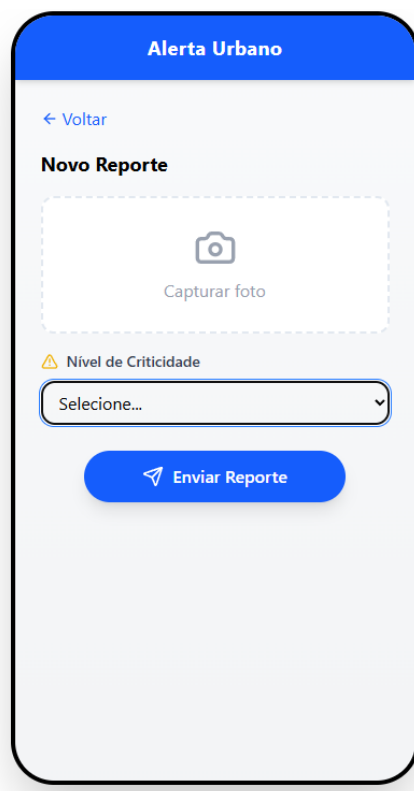 Alerta Urbano
← Voltar
Novo Reporte
Capturar foto
Nível de Criticidade
Selecione...
Enviar Reporte